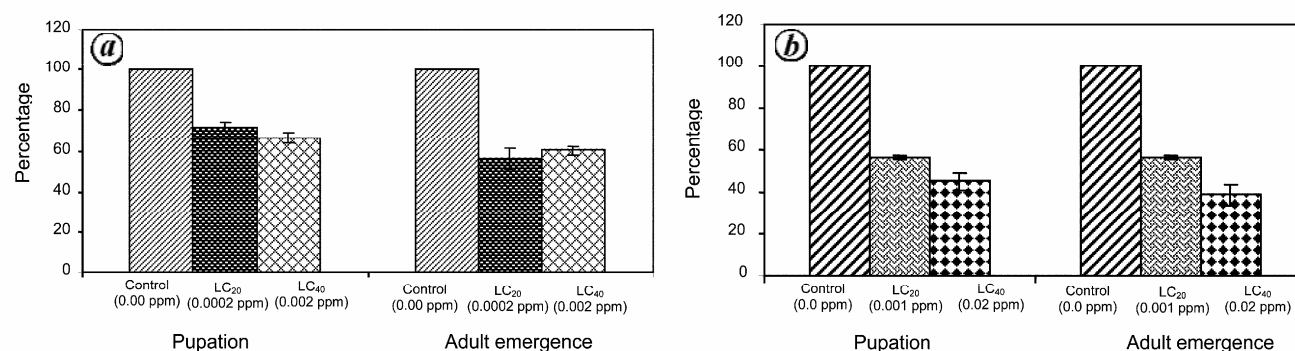 a
Percentage
120
100
80
60
40
20
0
Control LC₂₀ LC₄₀ Control LC₂₀ LC₄₀
(0.00 ppm) (0.0002 ppm) (0.002 ppm) (0.00 ppm) (0.0002 ppm) (0.002 ppm)
Pupation Adult emergence
b
Percentage
120
100
80
60
40
20
0
Control LC₂₀ LC₄₀ Control LC₂₀ LC₄₀
(0.0 ppm) (0.001 ppm) (0.02 ppm) (0.0 ppm) (0.001 ppm) (0.02 ppm)
Pupation Adult emergence